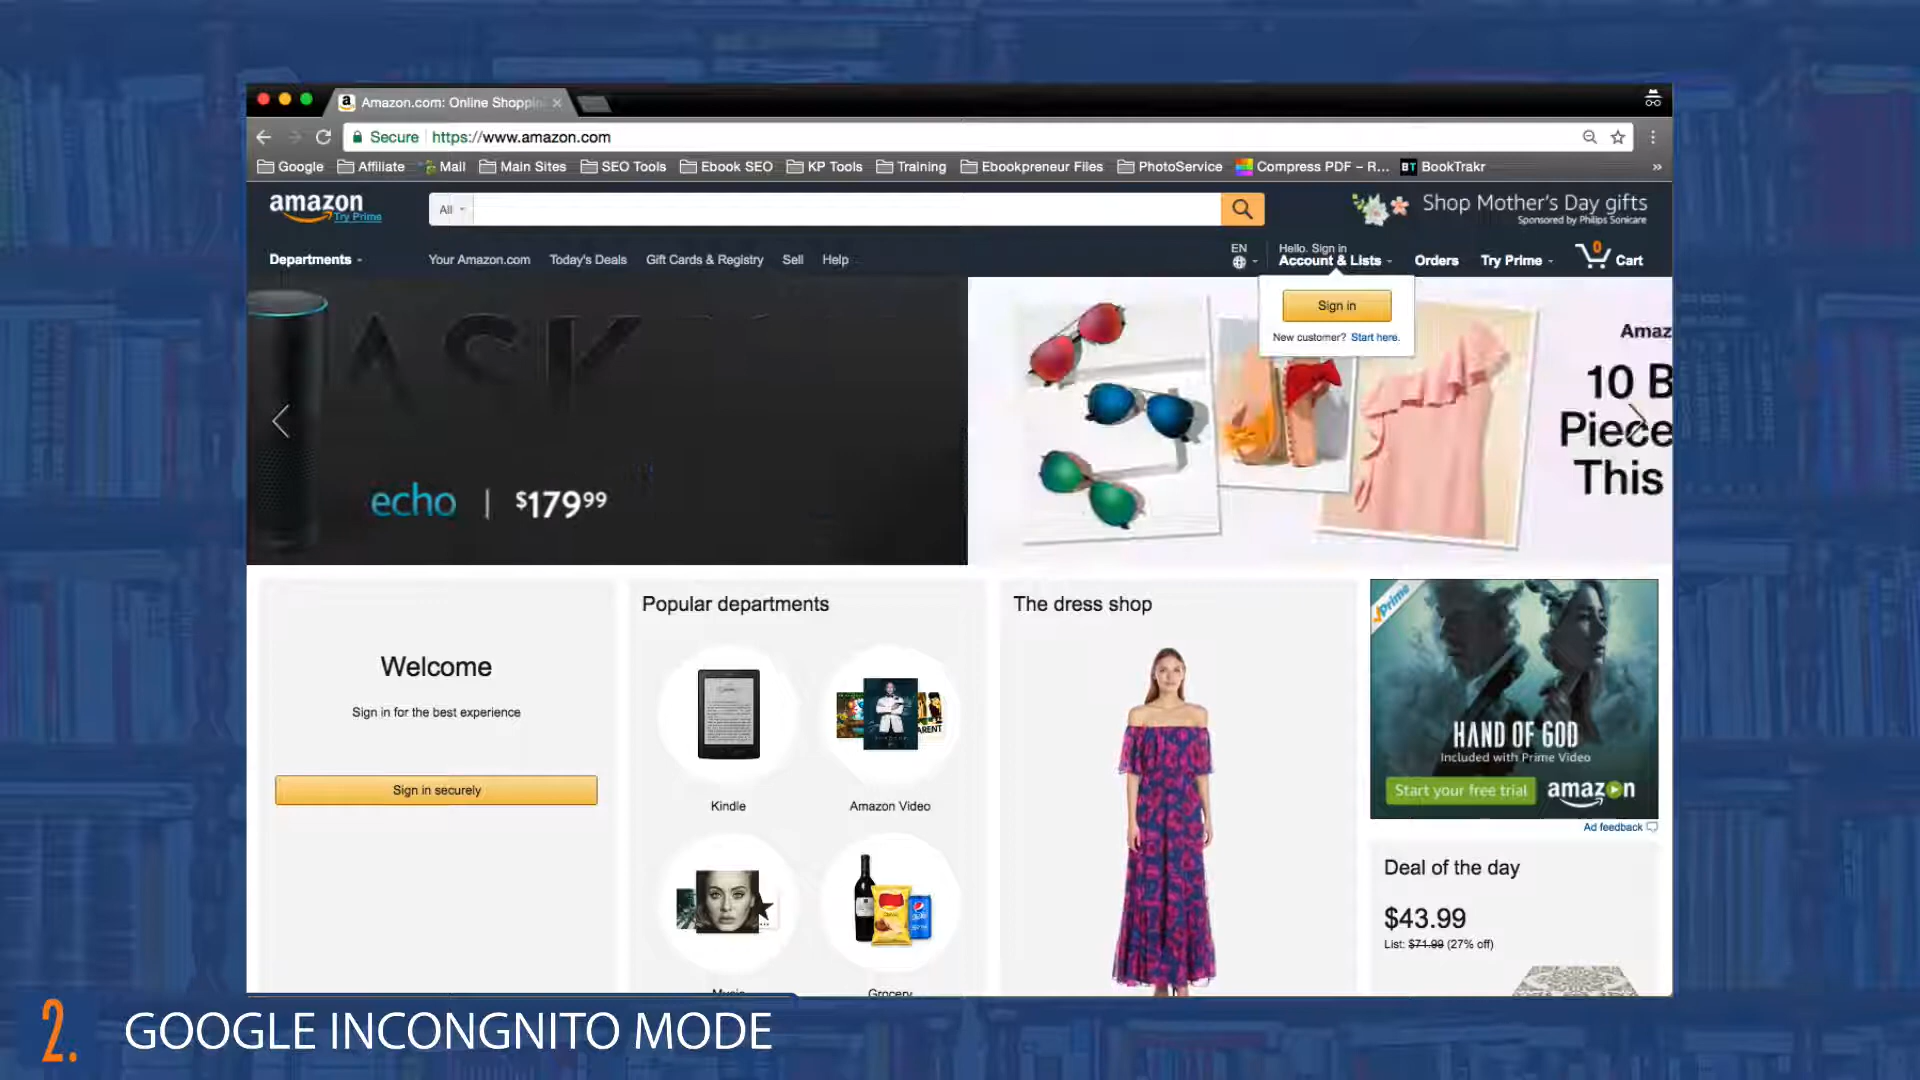 Amazon.com: Online Shoppin
Secure https://www.amazon.com
Google Affiliate Mail Main Sites SEO Tools Ebook SEO KP Tools Training Ebookpreneur Files PhotoService Compress PDF – R... BT BookTrakr »
amazon
Try Prime
All
Shop Mother's Day gifts
Sponsored by Philips Sonicare
Departments
Your Amazon.com Today's Deals Gift Cards & Registry Sell Help
EN
Hello. Sign in
Account & Lists
Orders Try Prime 0 Cart
Sign in
New customer? Start here.
ASK
echo | $179⁹⁹
Amaz
10 B
Piece
This
Welcome
Sign in for the best experience
Sign in securely
Popular departments
Kindle
Amazon Video
Music
Grocery
The dress shop
Prime
HAND OF GOD
Included with Prime Video
Start your free trial amazon
Ad feedback
Deal of the day
$43.99
List: $71.99 (27% off)
2. GOOGLE INCONGNITO MODE